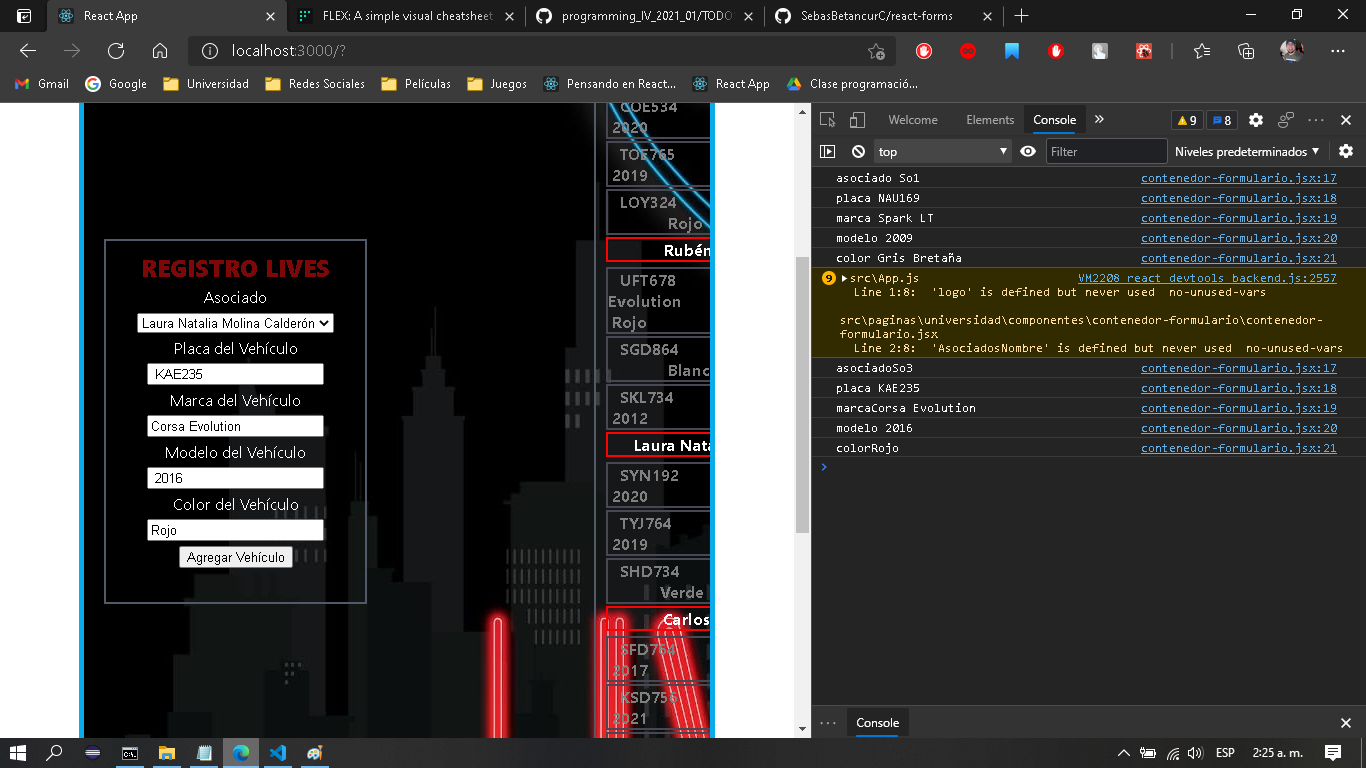 React App
FLEX: A simple visual cheatsheet
programming_IV_2021_01/TODO
SebasBetancurC/react-forms
localhost:3000/?
Gmail
Google
Universidad
Redes Sociales
Películas
Juegos
Pensando en React...
React App
Clase programació...
REGISTRO LIVES
Asociado
Laura Natalia Molina Calderón
Placa del Vehículo
KAE235
Marca del Vehículo
Corsa Evolution
Modelo del Vehículo
2016
Color del Vehículo
Rojo
Agregar Vehículo
COE534
2020
TOE765
2019
LOY324
Rojo
Rubén
UFT678
Evolution
Rojo
SGD864
Blanc
SKL734
2012
Laura Nata
SYN192
2020
TYJ764
2019
SHD734
Verde
Carlos
SFD764
2017
KSD756
2021
Welcome
Elements
Console
9
8
top
Filter
Niveles predeterminados
asociado So1 contenedor-formulario.jsx:17
placa NAU169 contenedor-formulario.jsx:18
marca Spark LT contenedor-formulario.jsx:19
modelo 2009 contenedor-formulario.jsx:20
color Gris Bretaña contenedor-formulario.jsx:21
9 src\App.js VM2208 react_devtools_backend.js:2557
Line 1:8: 'logo' is defined but never used no-unused-vars
src\paginas\universidad\componentes\contenedor-formulario\contenedor-
formulario.jsx
Line 2:8: 'AsociadosNombre' is defined but never used no-unused-vars
asociadoSo3 contenedor-formulario.jsx:17
placa KAE235 contenedor-formulario.jsx:18
marcaCorsa Evolution contenedor-formulario.jsx:19
modelo 2016 contenedor-formulario.jsx:20
colorRojo contenedor-formulario.jsx:21
Console
ESP
2:25 a. m.